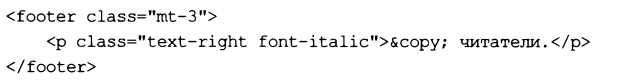 <footer class="mt-3">
    <p class="text-right font-italic">&copy; читатели.</p>
</footer>